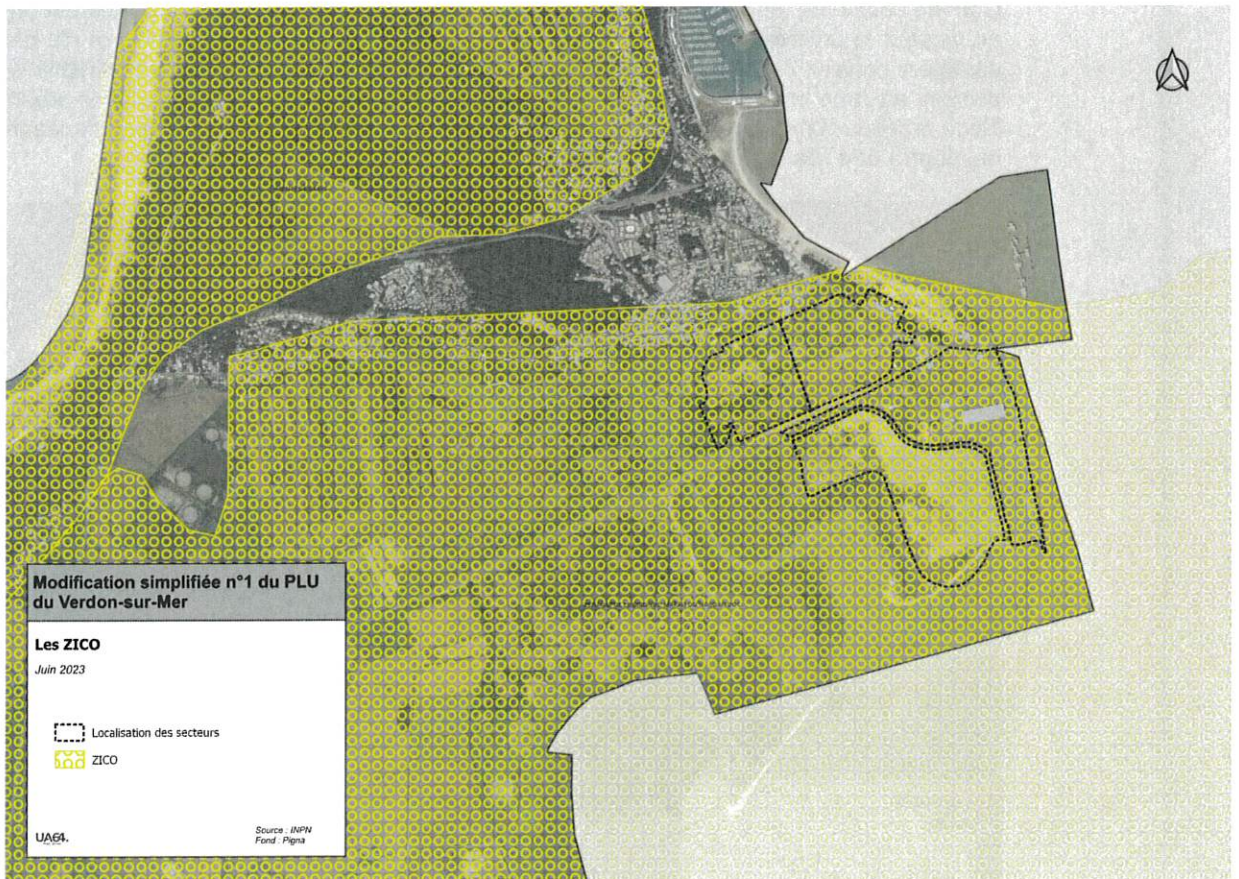 Modification simplifiée n°1 du PLU
du Verdon-sur-Mer
Les ZICO
Juin 2023
Localisation des secteurs
ZICO
UA64.
Source : INPN
Fond : Pigna